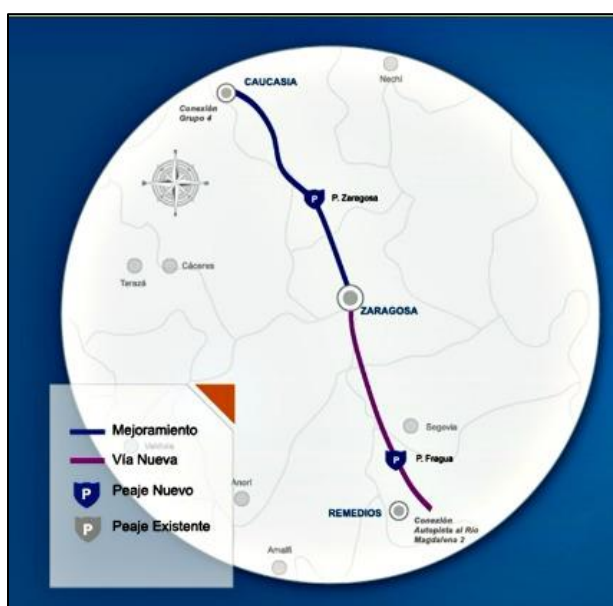 CAUCASIA
Nechí
Conexión
Grupo 4
P
P. Zaragosa
Cáceres
Tarazá
ZARAGOSA
Mejoramiento
Segovia
Vía Nueva
P
P. Fragua
P
Peaje Nuevo
Anorí
REMEDIOS
Conexión
Autopista al Río
Magdalena 2
P
Peaje Existente
Amalfi